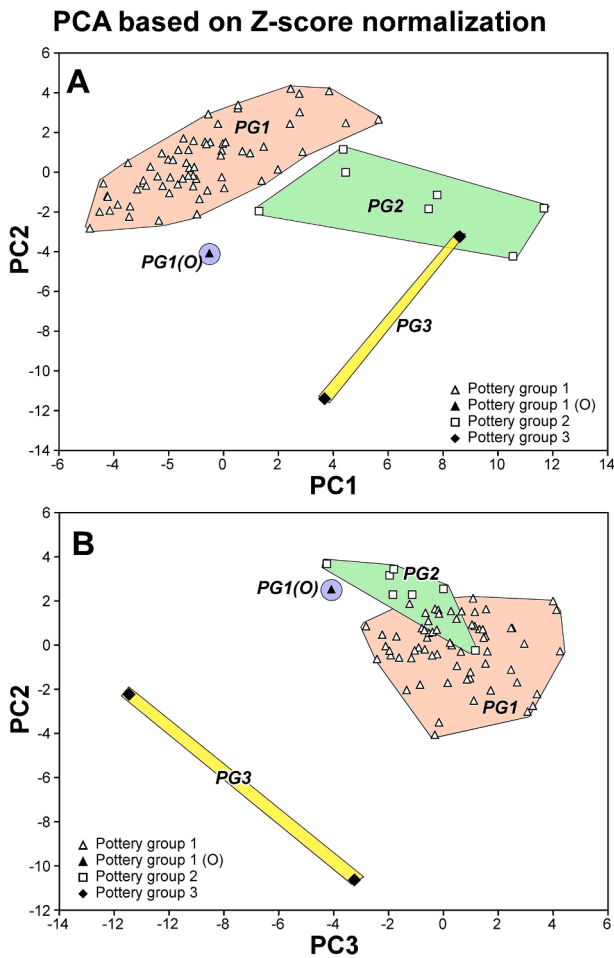 PCA based on Z-score normalization
A
6
4
2
0
-2
-4
-6
-8
-10
-12
-14
PC2
PG1
PG2
PG1(O)
PG3
Pottery group 1
Pottery group 1 (O)
Pottery group 2
Pottery group 3
-6 -4 -5 0 2 4 6 8 10 12 14
PC1
B
6
4
2
0
-2
-4
-6
-8
-10
-12
PC2
PG2
PG1(O)
PG1
PG3
Pottery group 1
Pottery group 1 (O)
Pottery group 2
Pottery group 3
-14 -12 -10 -8 -6 -4 -2 0 2 4 6
PC3